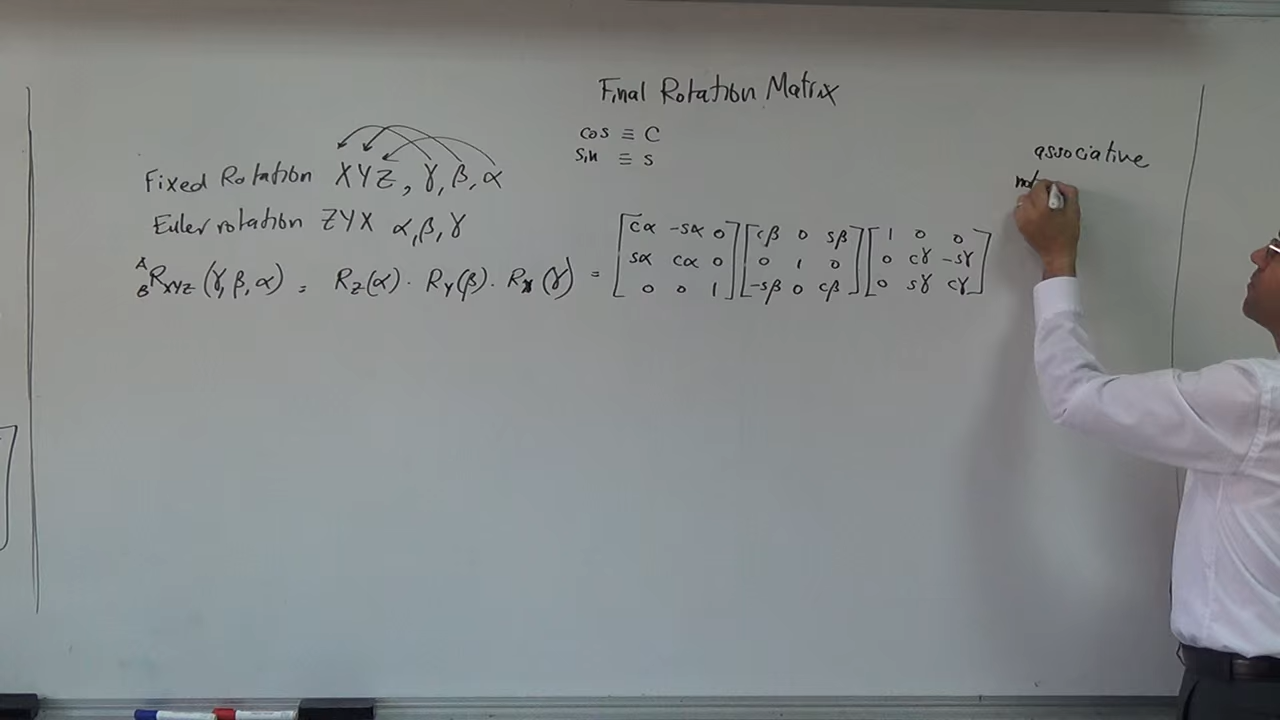 Final Rotation Matrix
Cos ≡ C
Sin ≡ s
associative
not
Fixed Rotation XYZ, γ, β, α
Euler rotation ZYX α, β, γ
ᴬ_B R_XYZ (γ, β, α) = R_Z(α) · R_Y(β) · R_X(γ) = [cα -sα 0; sα cα 0; 0 0 1] [cβ 0 sβ; 0 1 0; -sβ 0 cβ] [1 0 0; 0 cγ -sγ; 0 sγ cγ]